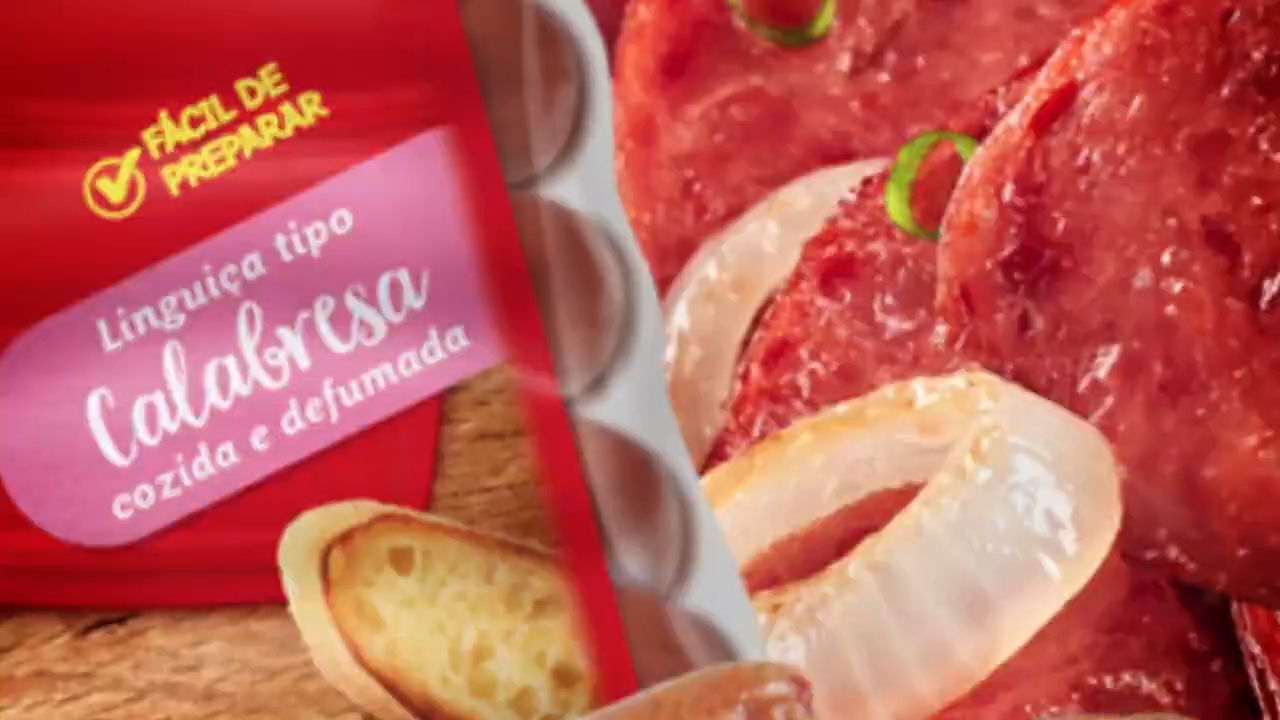 FÁCIL DE
PREPARAR
Linguiça tipo
Calabresa
cozida e defumada